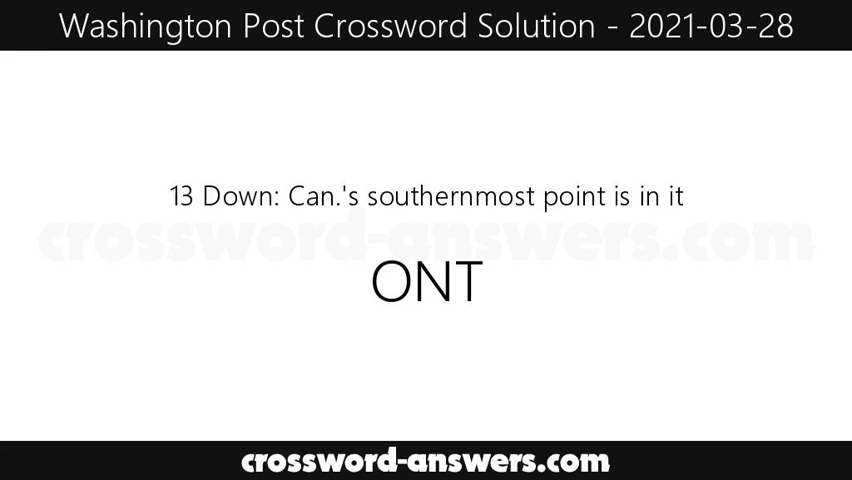 Washington Post Crossword Solution - 2021-03-28
13 Down: Can.'s southernmost point is in it
crossword-answers.com
ONT
crossword-answers.com